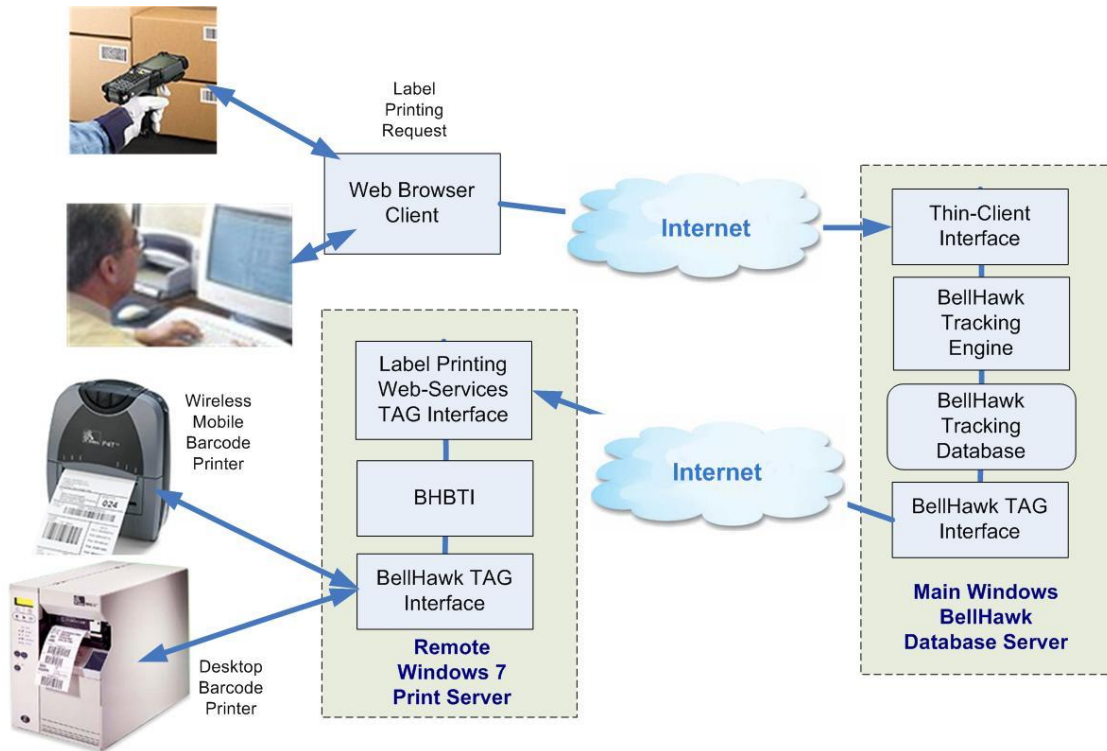 Label
Printing
Request
Web Browser
Client
Internet
Thin-Client
Interface
BellHawk
Tracking
Engine
BellHawk
Tracking
Database
BellHawk TAG
Interface
Main Windows
BellHawk
Database Server
Label Printing
Web-Services
TAG Interface
Internet
BHBTI
BellHawk TAG
Interface
Remote
Windows 7
Print Server
Wireless
Mobile
Barcode
Printer
024
Desktop
Barcode
Printer